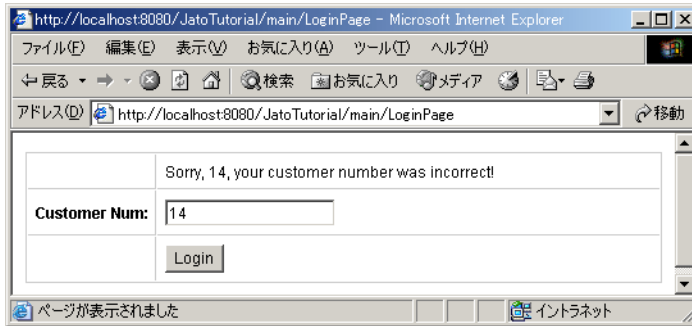 http://localhost:8080/JatoTutorial/main/LoginPage - Microsoft Internet Explorer
ファイル(F) 編集(E) 表示(V) お気に入り(A) ツール(T) ヘルプ(H)
戻る 検索 お気に入り メディア
アドレス(D) http://localhost:8080/JatoTutorial/main/LoginPage 移動
Sorry, 14, your customer number was incorrect!
Customer Num: 14
Login
ページが表示されました イントラネット